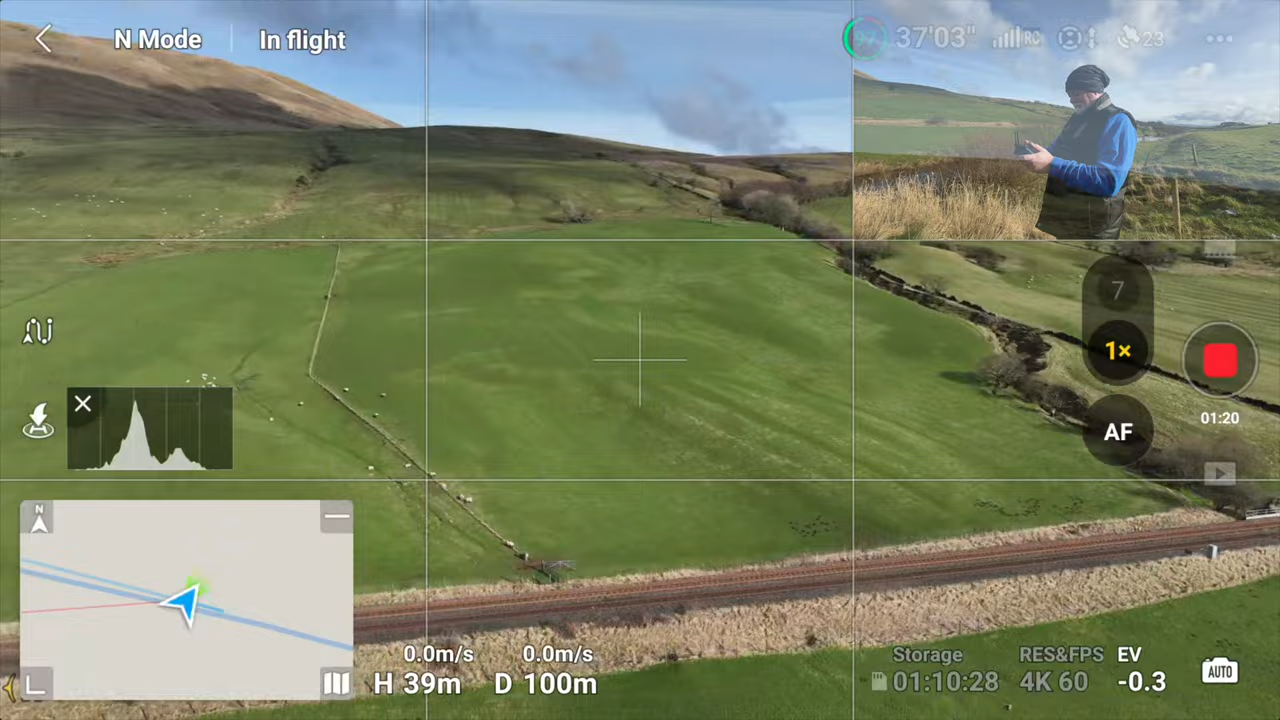 N Mode
In flight
37'03"
RC
23
7
1×
AF
01:20
N
0.0m/s
0.0m/s
H 39m
D 100m
Storage
01:10:28
RES&FPS
4K 60
EV
-0.3
AUTO